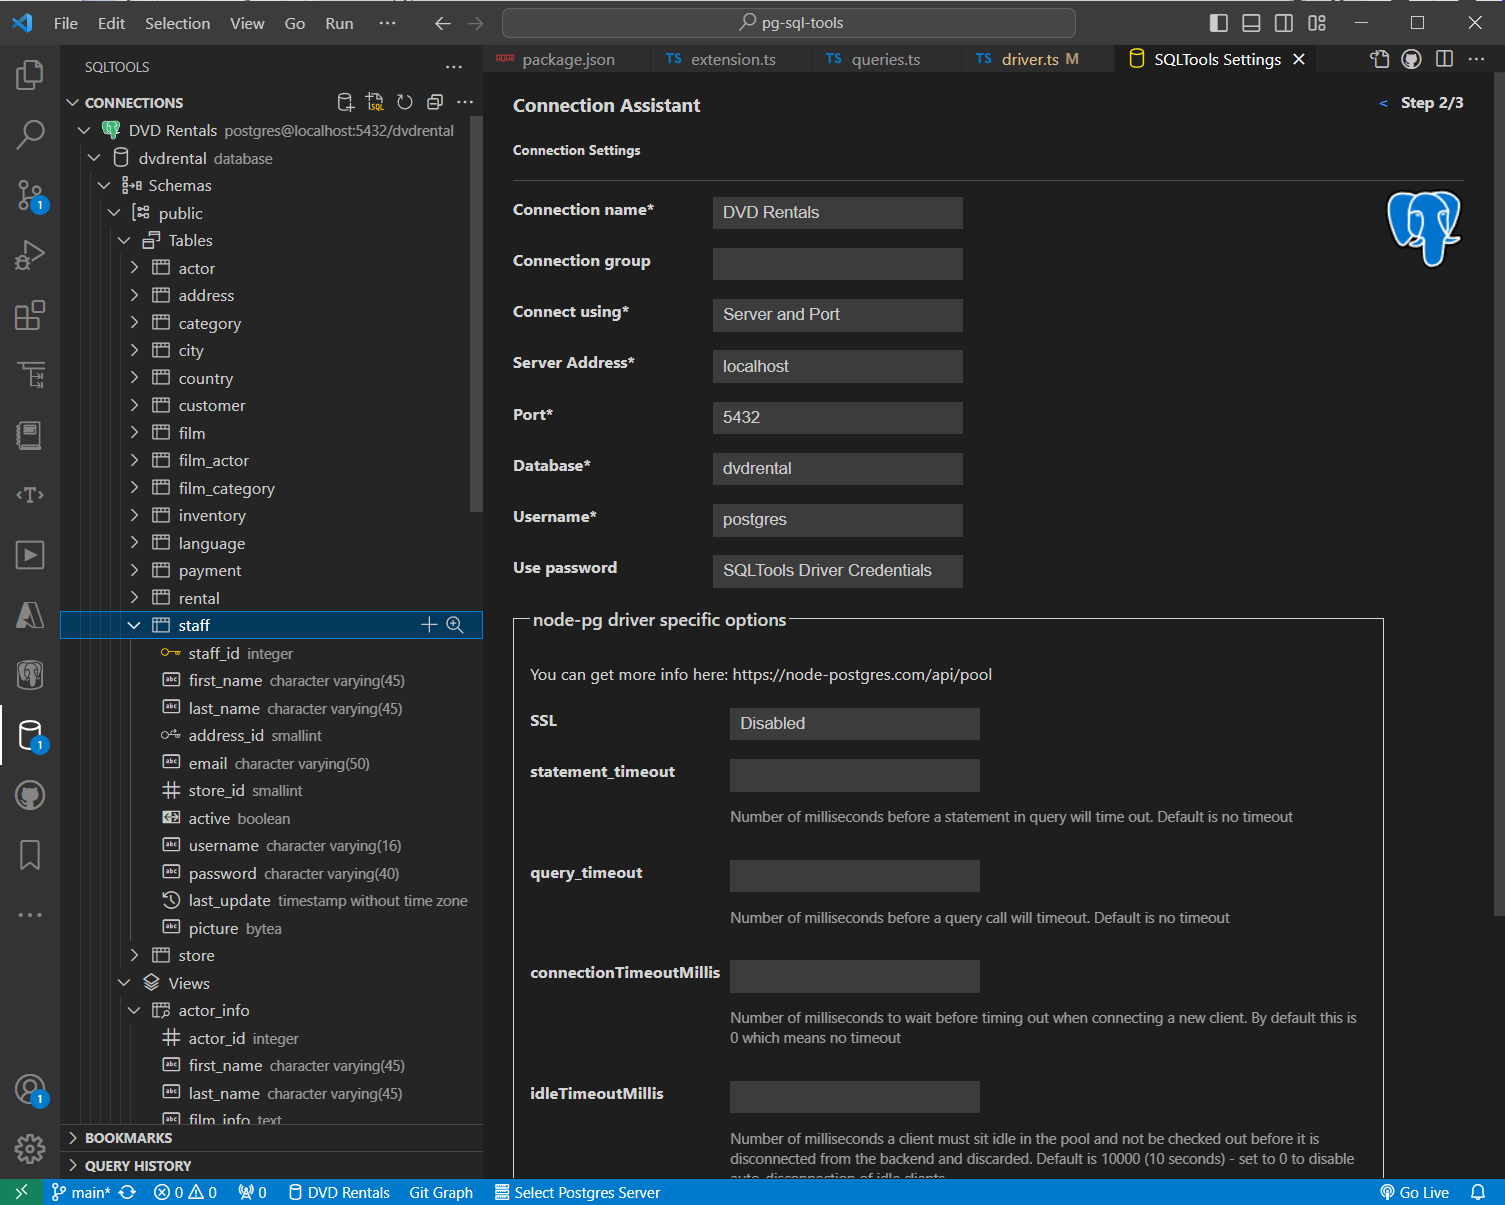 File Edit Selection View Go Run ··· pg-sql-tools
SQLTOOLS
CONNECTIONS
DVD Rentals postgres@localhost:5432/dvdrental
dvdrental database
Schemas
public
Tables
actor
address
category
city
country
customer
film
film_actor
film_category
inventory
language
payment
rental
staff
staff_id integer
first_name character varying(45)
last_name character varying(45)
address_id smallint
email character varying(50)
store_id smallint
active boolean
username character varying(16)
password character varying(40)
last_update timestamp without time zone
picture bytea
store
Views
actor_info
actor_id integer
first_name character varying(45)
last_name character varying(45)
film_info text
BOOKMARKS
QUERY HISTORY
package.json TS extension.ts TS queries.ts TS driver.ts M SQLTools Settings
Connection Assistant < Step 2/3
Connection Settings
Connection name* DVD Rentals
Connection group
Connect using* Server and Port
Server Address* localhost
Port* 5432
Database* dvdrental
Username* postgres
Use password SQLTools Driver Credentials
node-pg driver specific options
You can get more info here: https://node-postgres.com/api/pool
SSL Disabled
statement_timeout
Number of milliseconds before a statement in query will time out. Default is no timeout
query_timeout
Number of milliseconds before a query call will timeout. Default is no timeout
connectionTimeoutMillis
Number of milliseconds to wait before timing out when connecting a new client. By default this is
0 which means no timeout
idleTimeoutMillis
Number of milliseconds a client must sit idle in the pool and not be checked out before it is
disconnected from the backend and discarded. Default is 10000 (10 seconds) - set to 0 to disable
auto-disconnection of idle clients
main* 0 0 0 DVD Rentals Git Graph Select Postgres Server Go Live